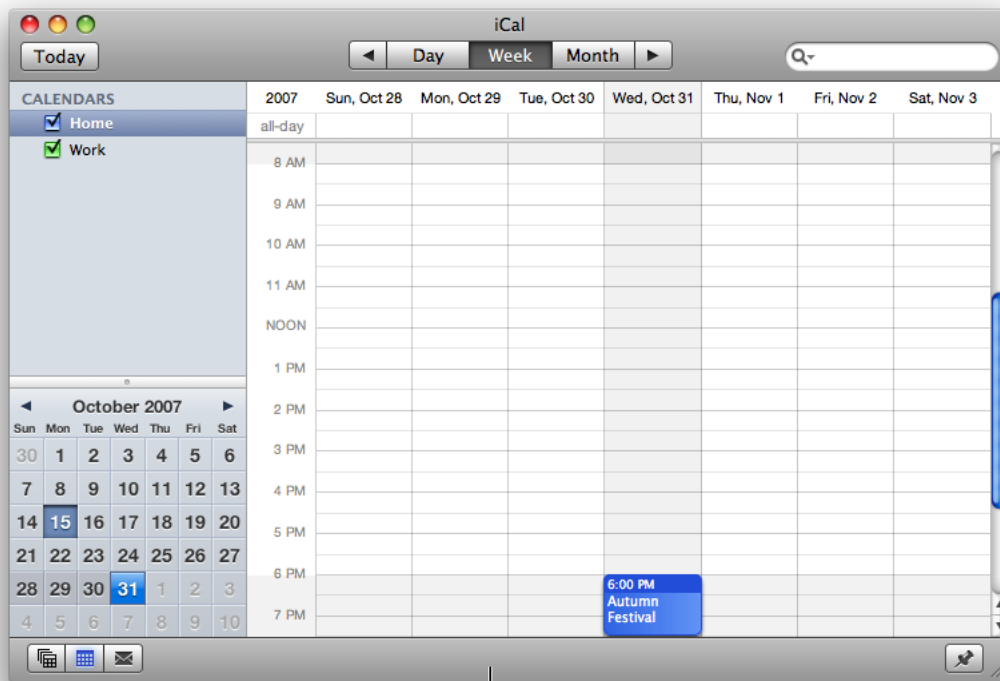 iCal
Today
Day Week Month
CALENDARS
Home
Work
2007 Sun, Oct 28 Mon, Oct 29 Tue, Oct 30 Wed, Oct 31 Thu, Nov 1 Fri, Nov 2 Sat, Nov 3
all-day
8 AM
9 AM
10 AM
11 AM
NOON
1 PM
2 PM
3 PM
4 PM
5 PM
6 PM
7 PM
6:00 PM
Autumn
Festival
October 2007
Sun Mon Tue Wed Thu Fri Sat
30 1 2 3 4 5 6
7 8 9 10 11 12 13
14 15 16 17 18 19 20
21 22 23 24 25 26 27
28 29 30 31 1 2 3
4 5 6 7 8 9 10